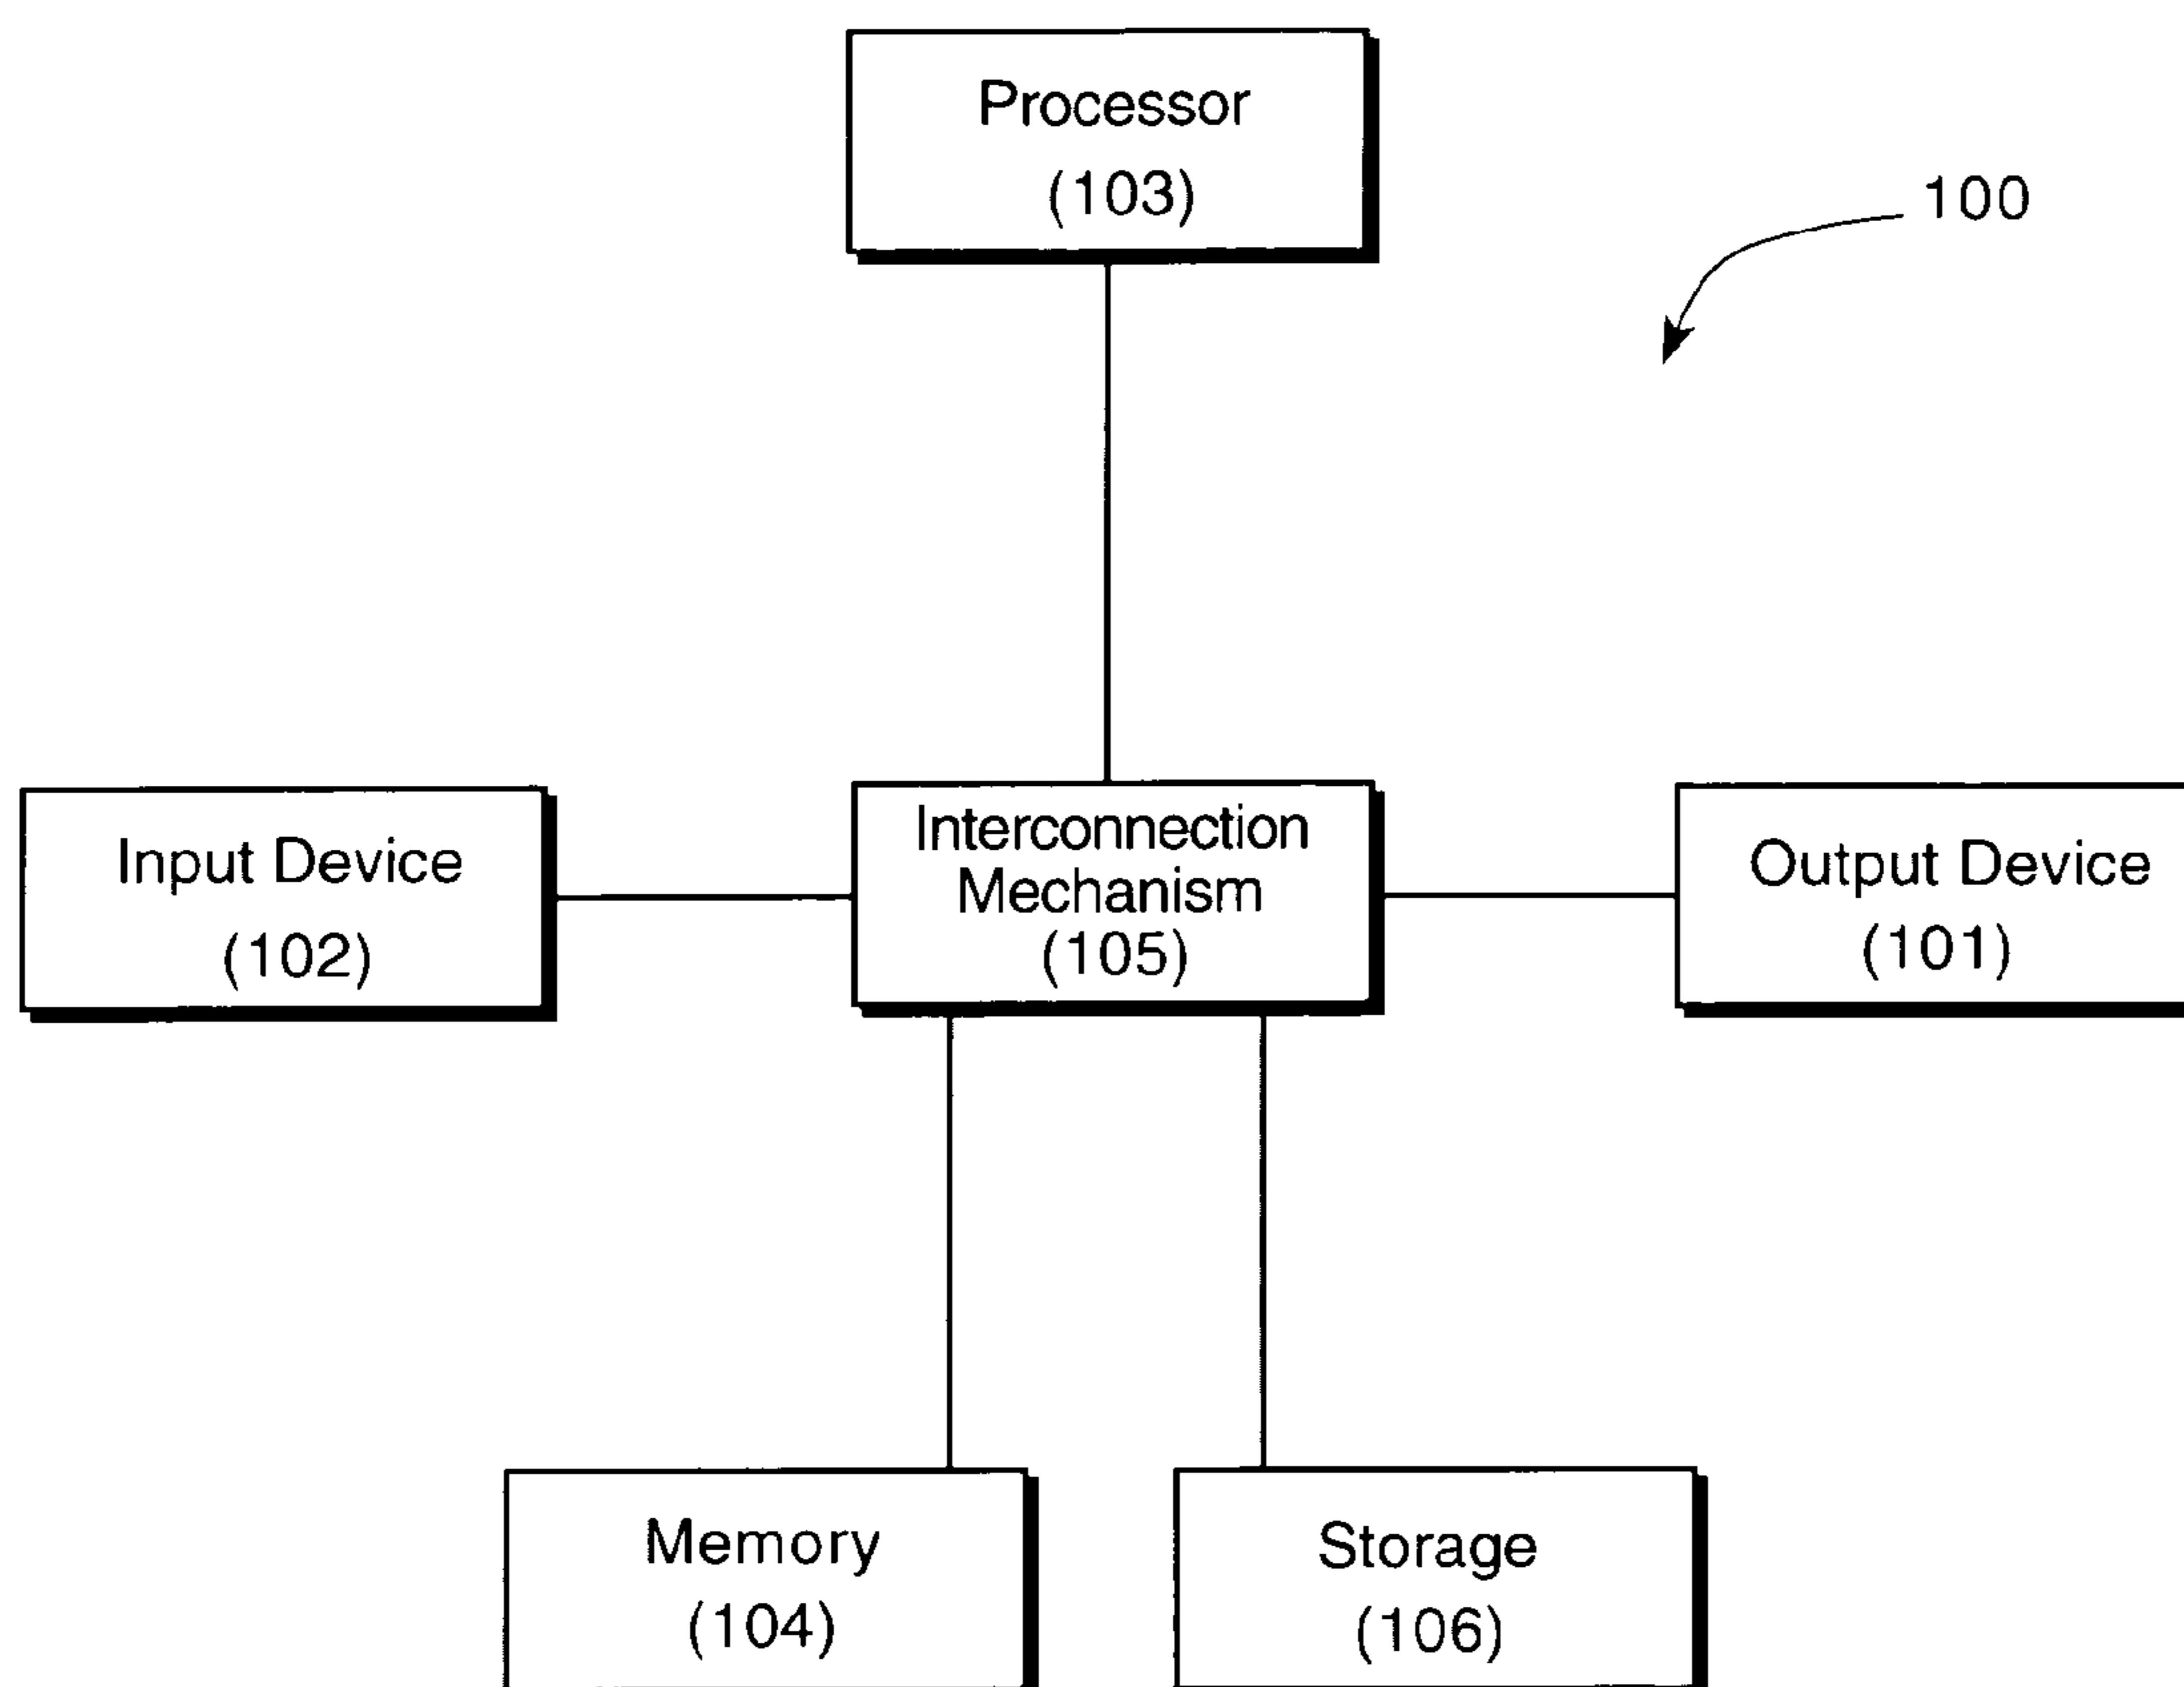 Processor
(103)
100
Input Device
(102)
Interconnection
Mechanism
(105)
Output Device
(101)
Memory
(104)
Storage
(106)